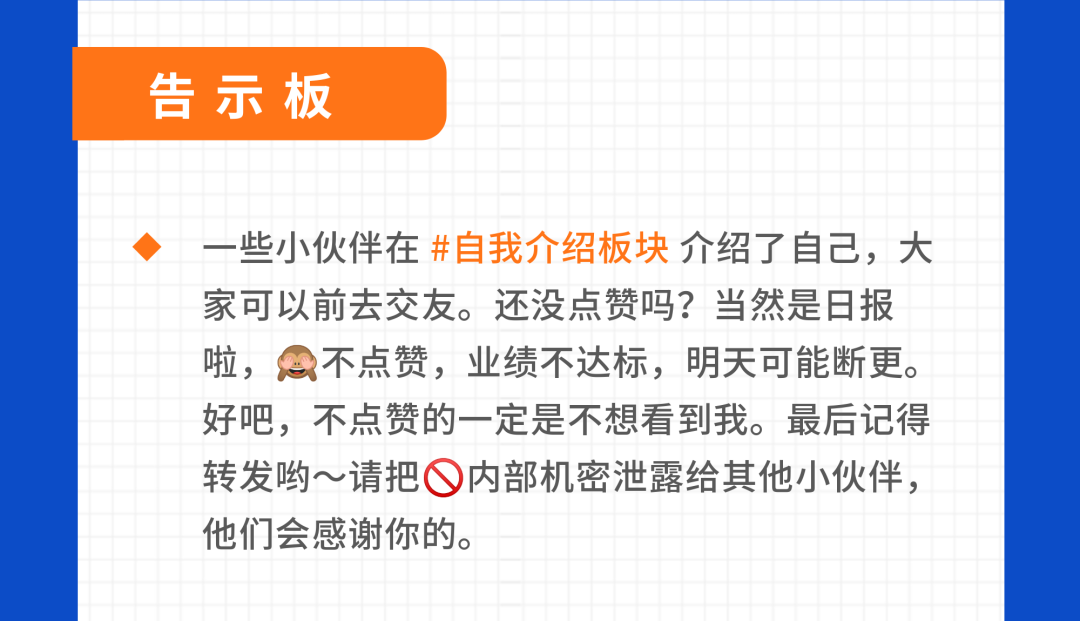 告示板
一些小伙伴在 #自我介绍板块 介绍了自己，大
家可以前去交友。还没点赞吗？当然是日报
啦，🙈不点赞，业绩不达标，明天可能断更。
好吧，不点赞的一定是不想看到我。最后记得
转发哟～请把🚫内部机密泄露给其他小伙伴，
他们会感谢你的。